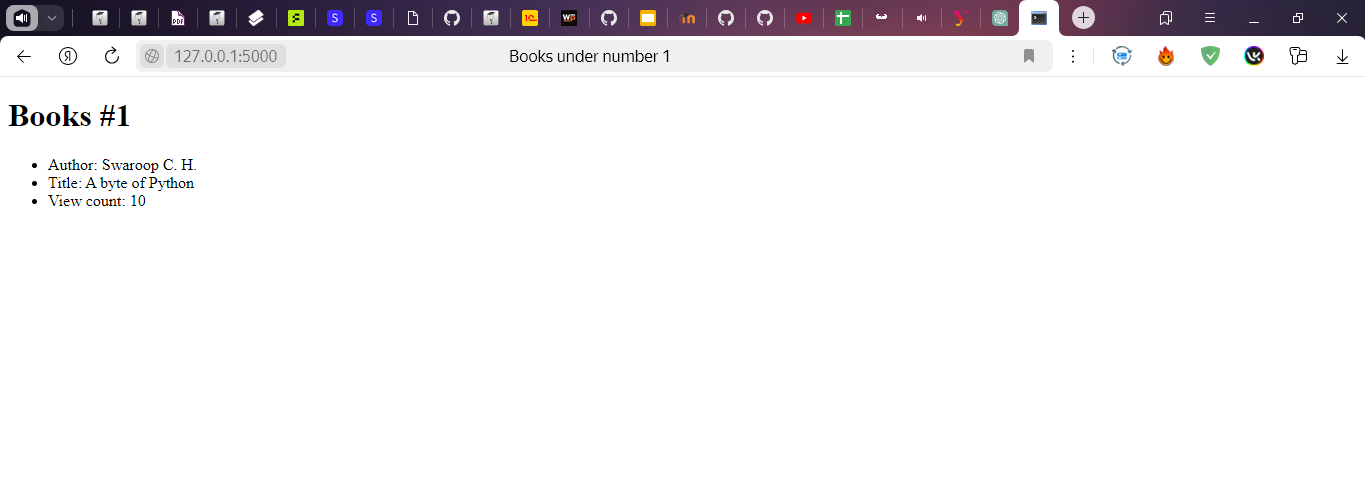 127.0.0.1:5000
Books under number 1
Books #1
Author: Swaroop C. H.
Title: A byte of Python
View count: 10